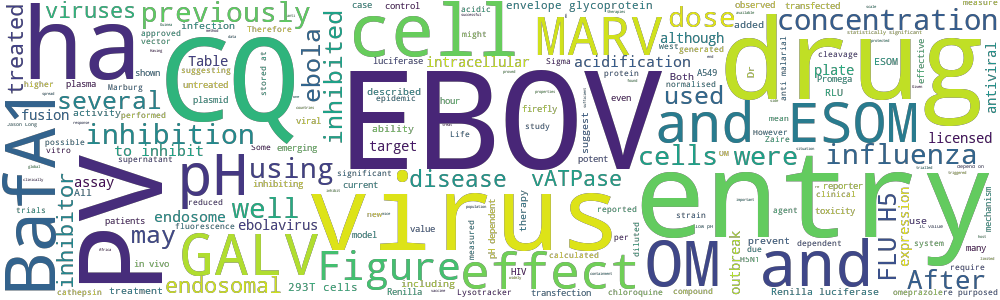 treated
viruses
previously
cell
envelope glycoprotein
MARV
dose
although
concentration
ha
CQ
EBOV
drug
ebola
inhibited
intracellular
acidification
plate
antiviral
BafA1
PV
several
fusion
activity
inhibition
to inhibit
Table
described
epidemic
ability
target
hour
Life
firefly
study
luciferase
Sigma
Both
normalised
used
and
ESOM
licensed
pH
using
disease
vATPase
cells
were
influenza
entry
virus
effect
Figure
GALV
well
endosome
endosomal
ebolavirus
may
assay
All
patients
in vivo
treatment
cathepsin
inhibitor
trials
possible
vitro
supernatant
performed
higher
plasma
Marburg
shown
untreated
plasmid
viral
emerging
Some
infection
approved
vector
Therefore
suggesting
stored at
case
control
acidic
might
found
even
suggest
potent
protein
A549
Promega
RLU
anti malarial
Dr
added
transfected
observed
cleavage
ESOM
effective
However
Zaire
mean
reporter
clinical
toxicity
agent
strain
reported
therapy
pH dependent
new
value
model
current
significant
inhibiting
reduced
fluorescence
293T cells
including
Renilla
Lysotracker
transfection
HIV
measured
calculated
diluted
per
chloroquine
compound
OM
outbreak
prevent
due
dependent
H5N1
and
Renilla luciferase
FLU H5
expression
After
use
system
many
require
mechanism
depend on
omeprazole
re purposed
measure
statistically significant
generated
West
Jason Long